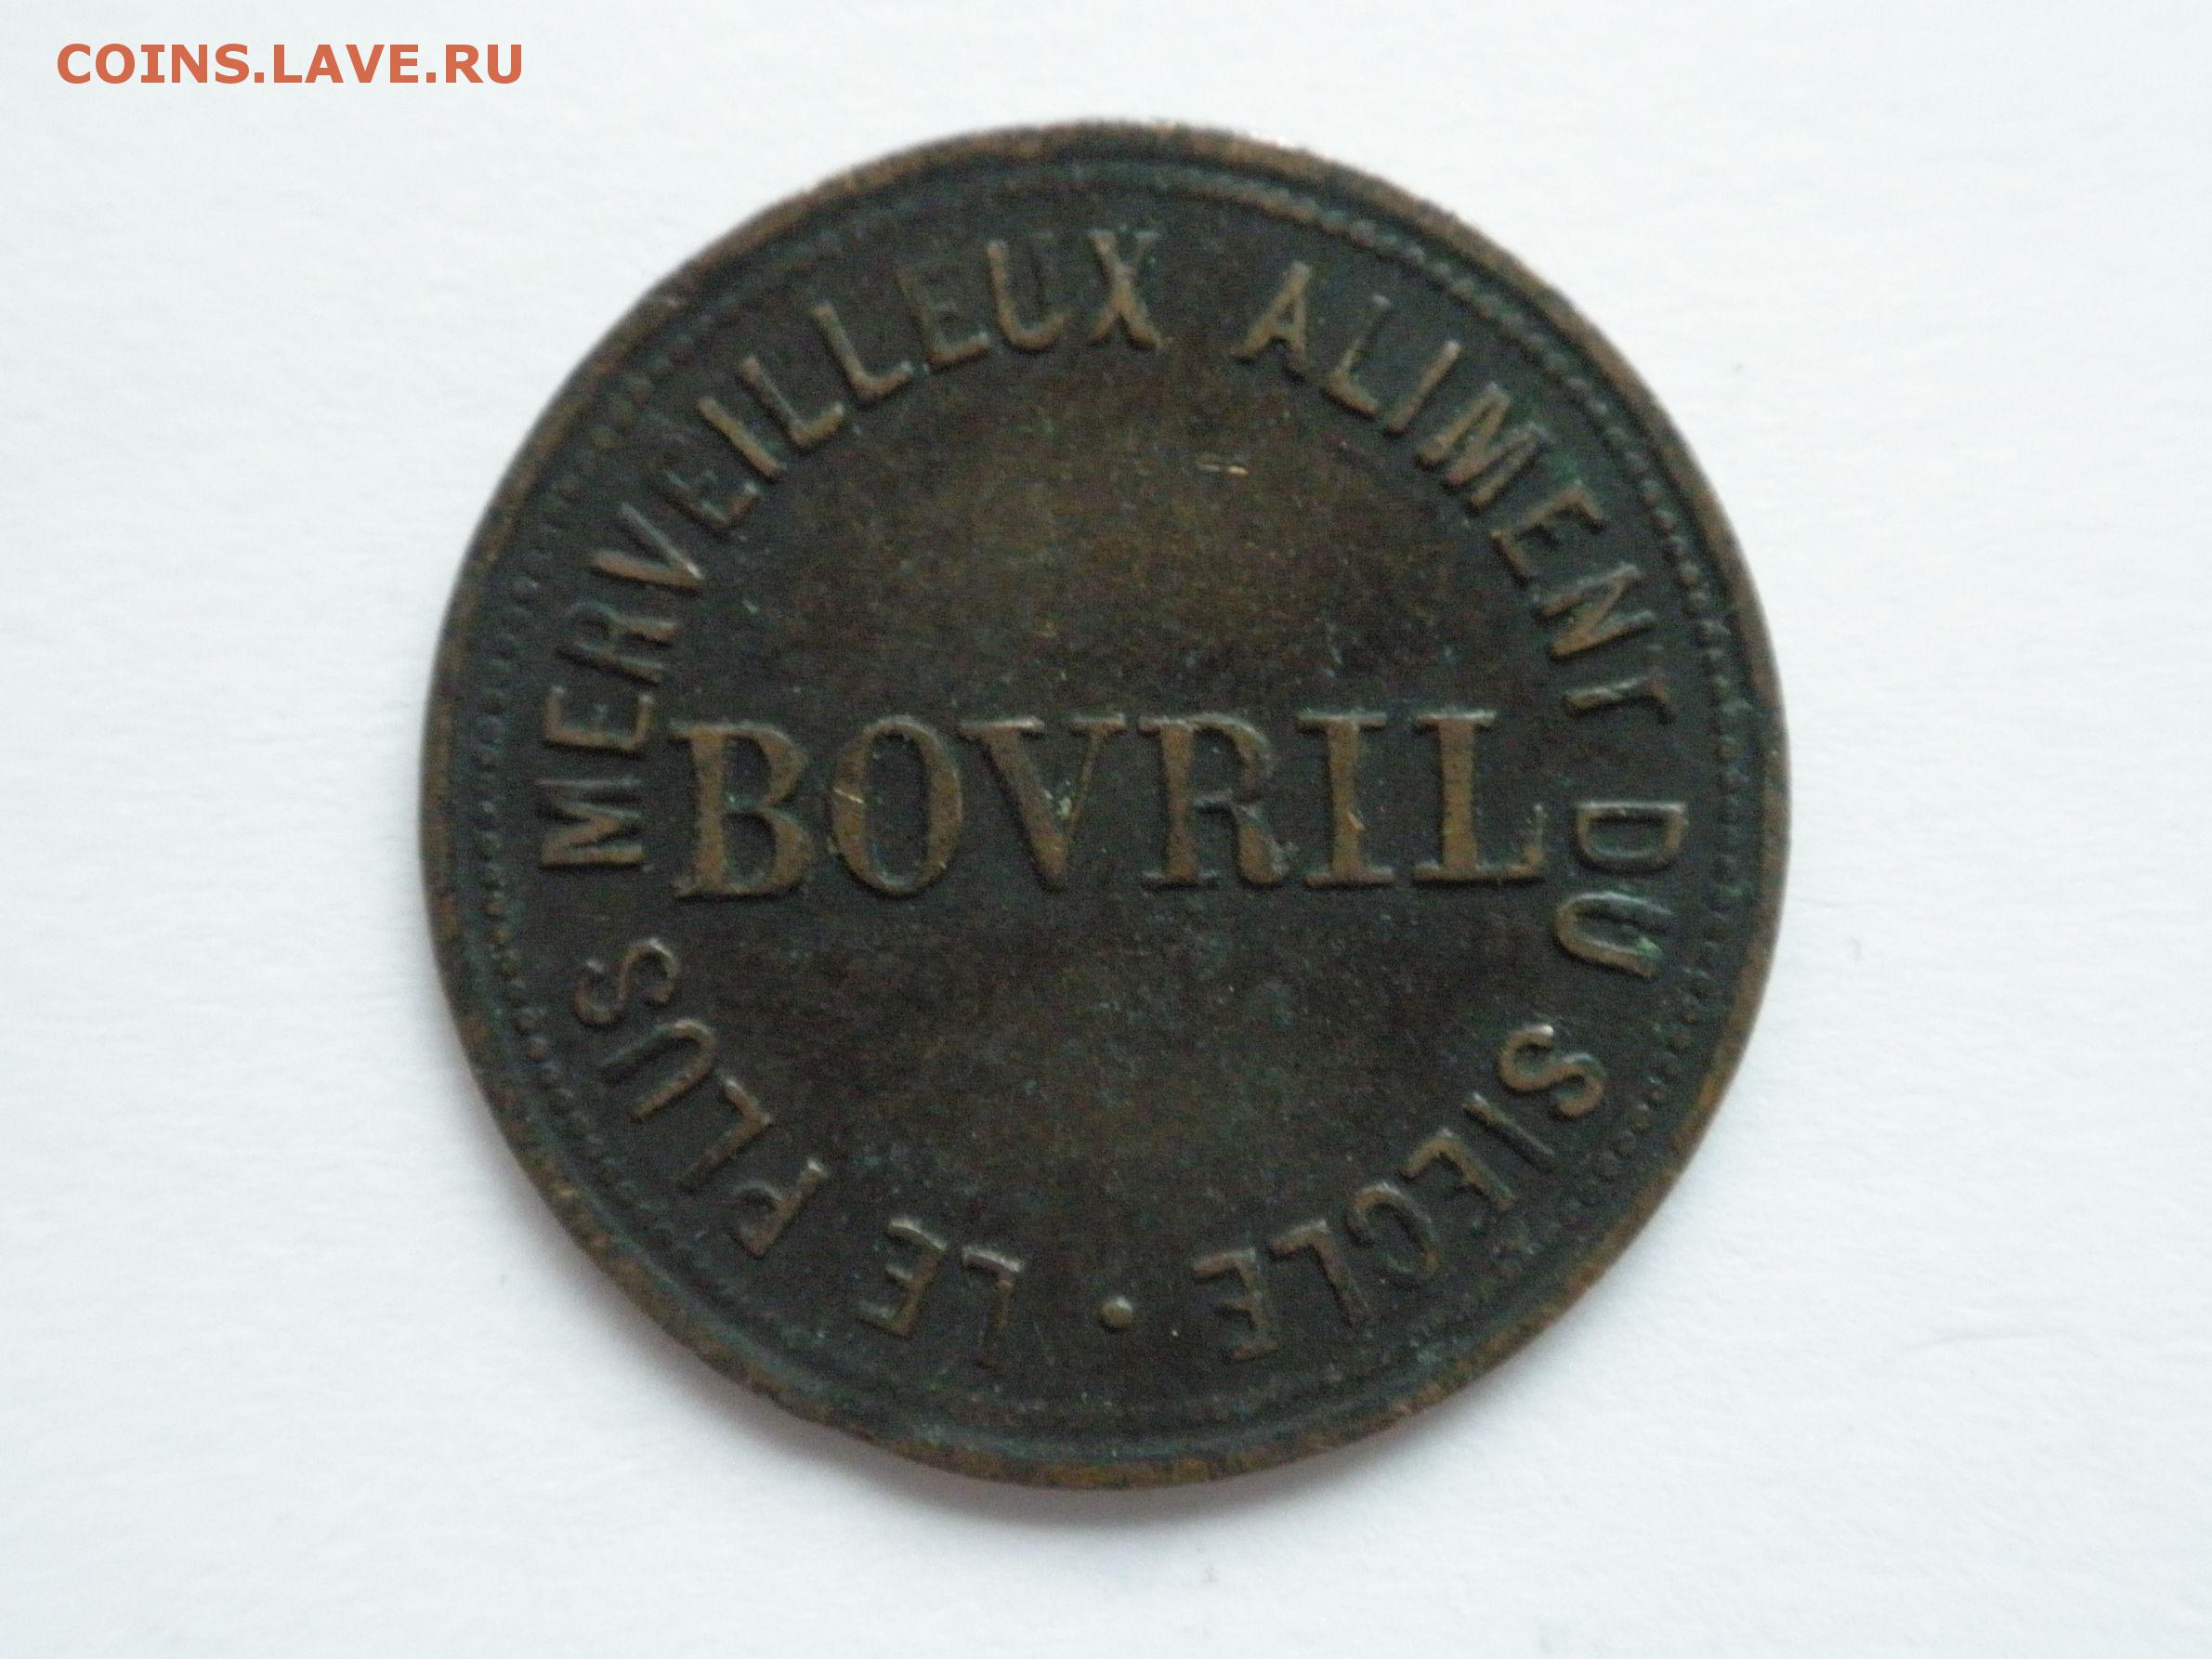 COINS.LAVE.RU
LE PLUS MERVEILLEUX ALIMENT DU SIECLE •
BOVRIL